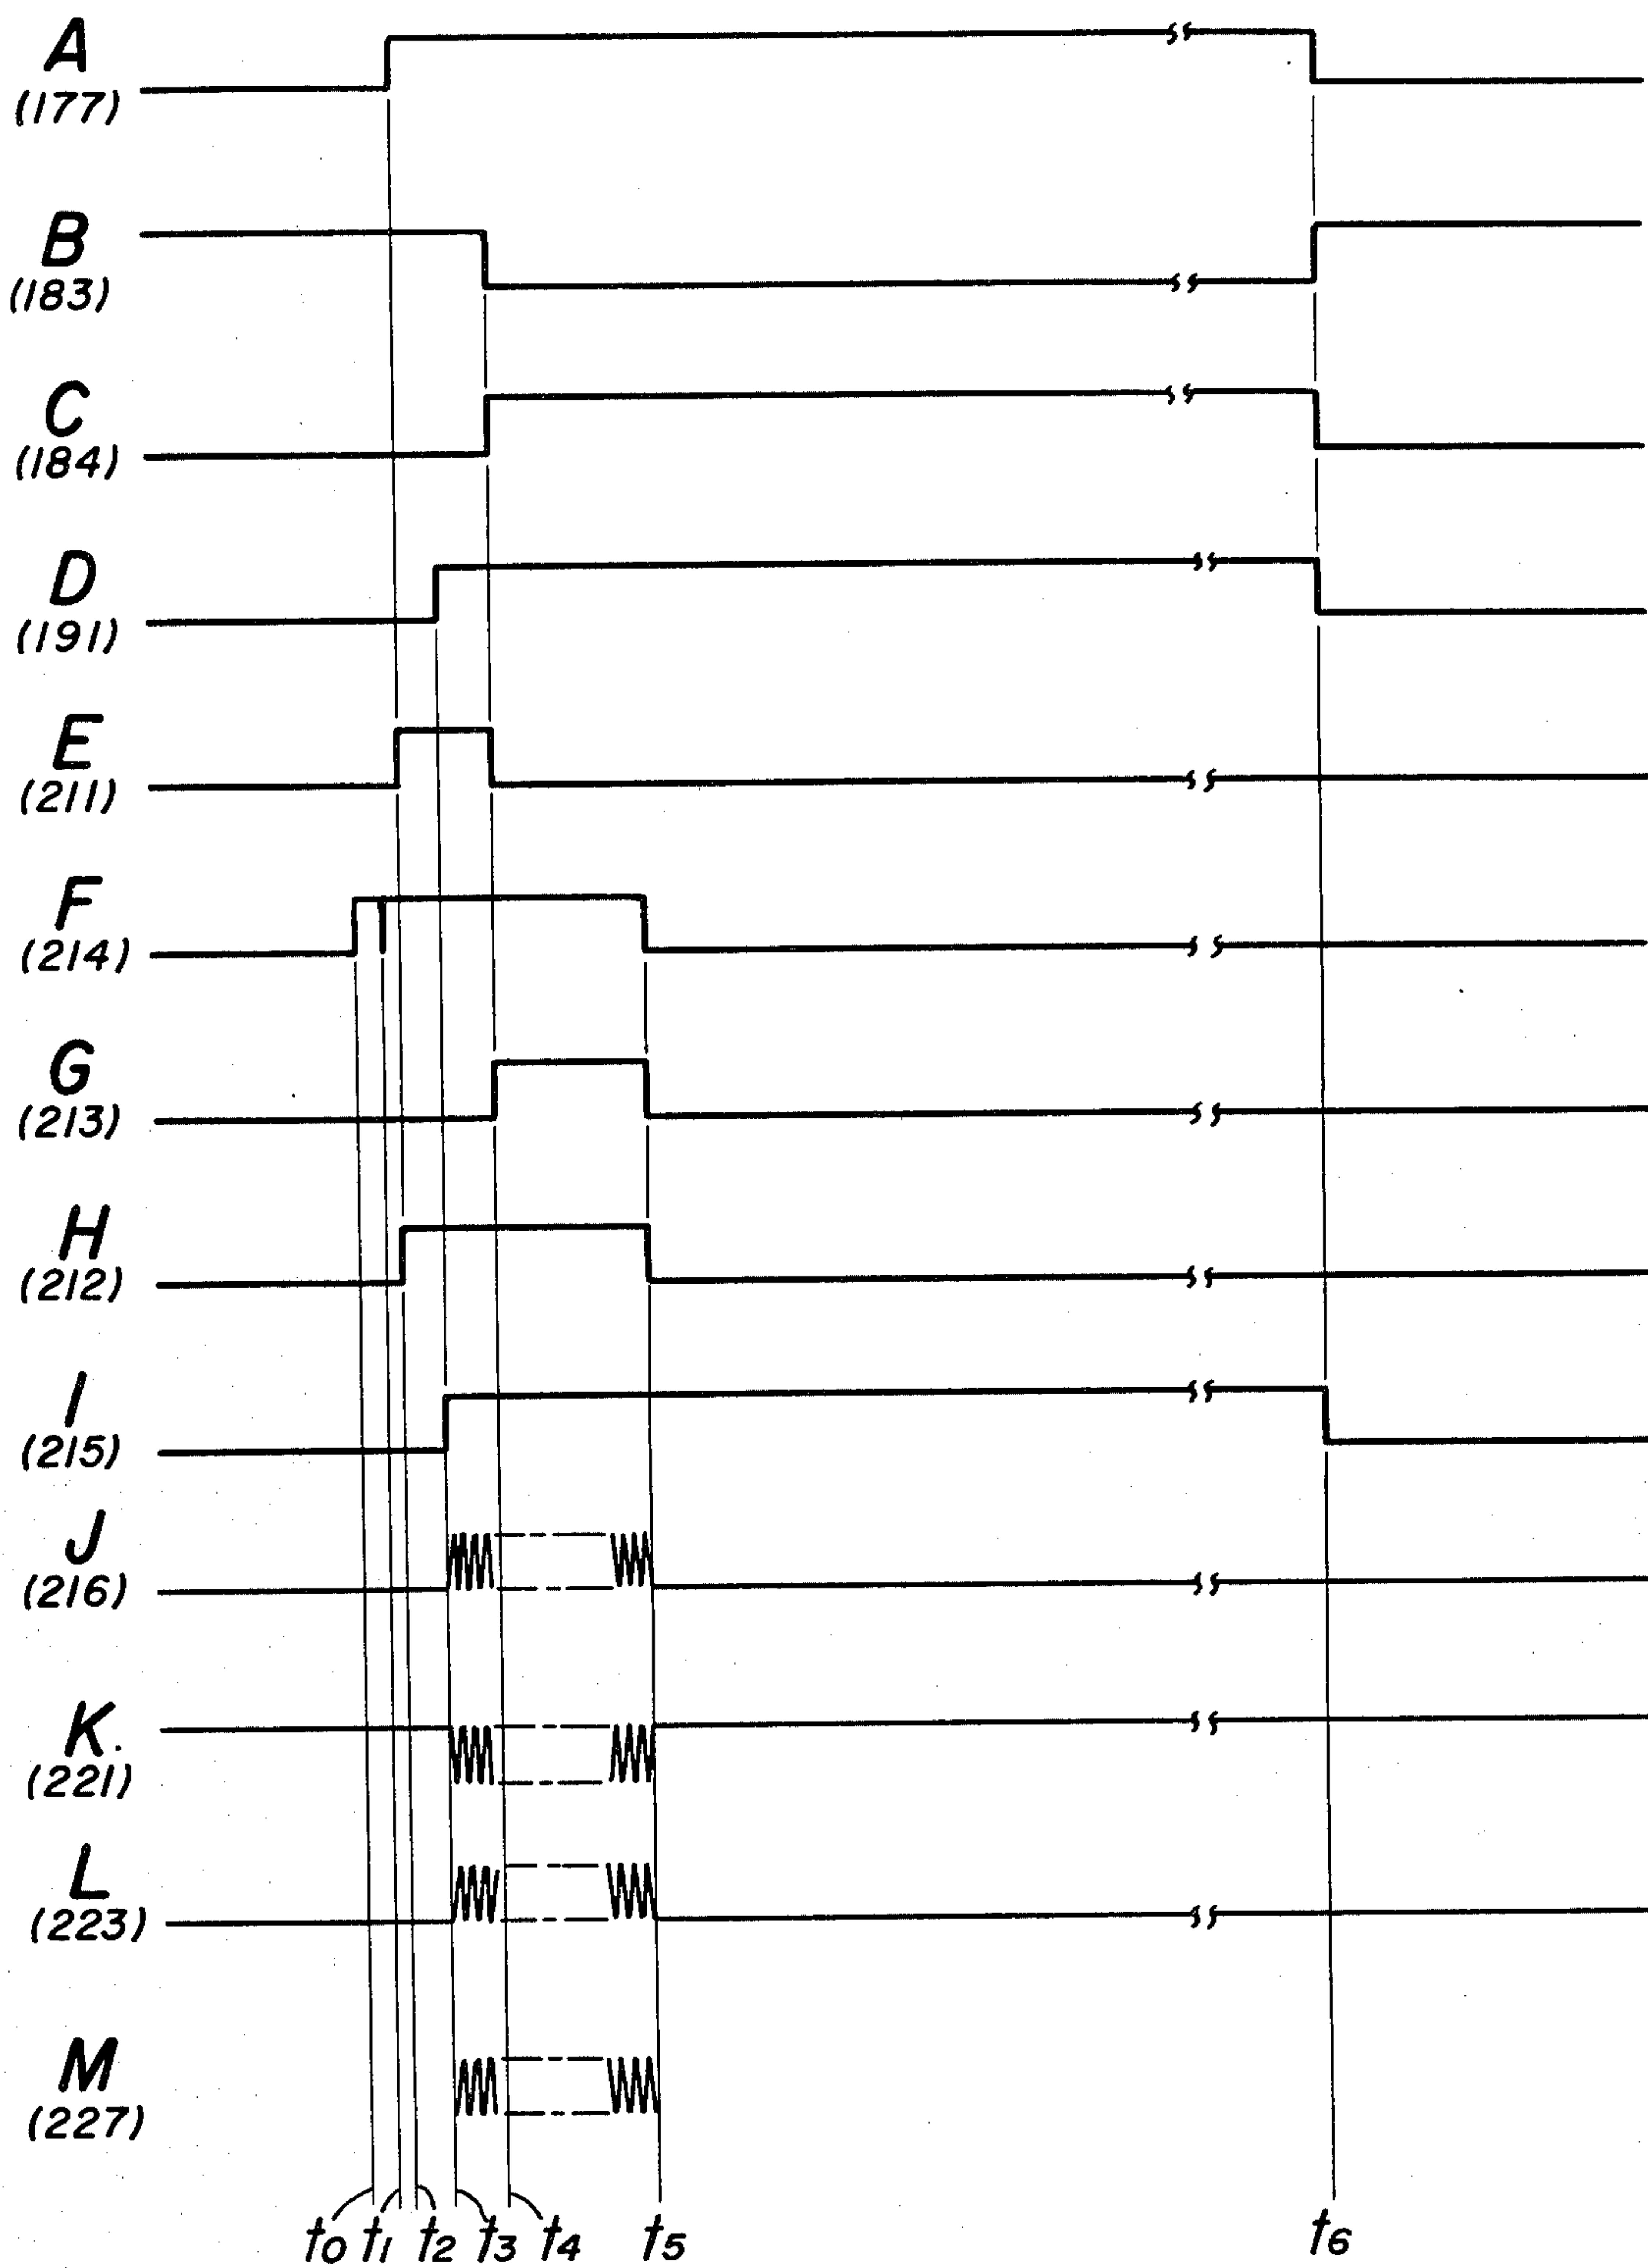 A
(177)
B
(183)
C
(184)
D
(191)
E
(211)
F
(214)
G
(213)
H
(212)
I
(215)
J
(216)
K.
(221)
L
(223)
M
(227)
t0 t1 t2 t3 t4 t5 t6